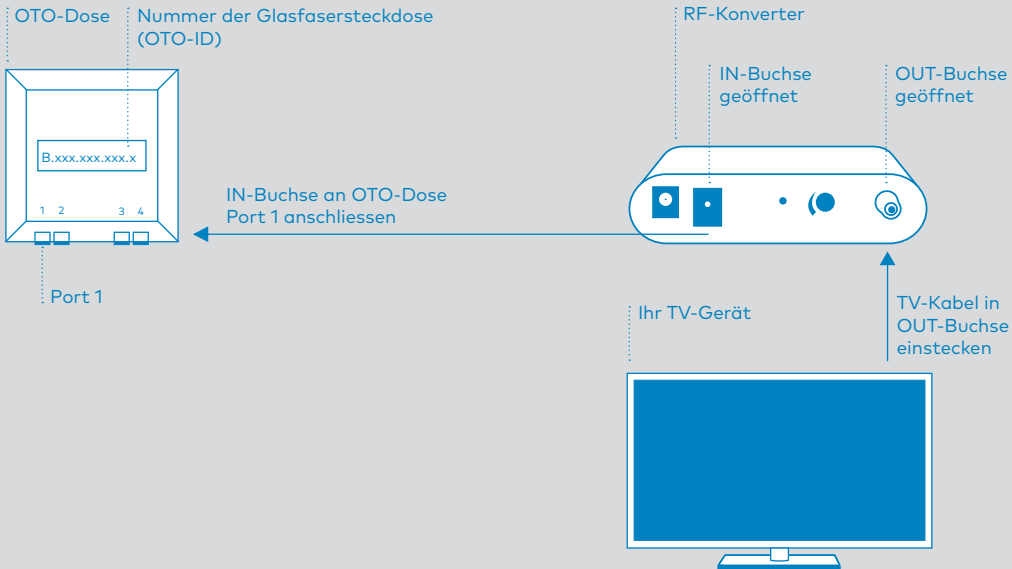 OTO-Dose
Nummer der Glasfasersteckdose
(OTO-ID)
B.xxx.xxx.xxx.x
1 2 3 4
Port 1
IN-Buchse an OTO-Dose
Port 1 anschliessen
RF-Konverter
IN-Buchse
geöffnet
OUT-Buchse
geöffnet
Ihr TV-Gerät
TV-Kabel in
OUT-Buchse
einstecken